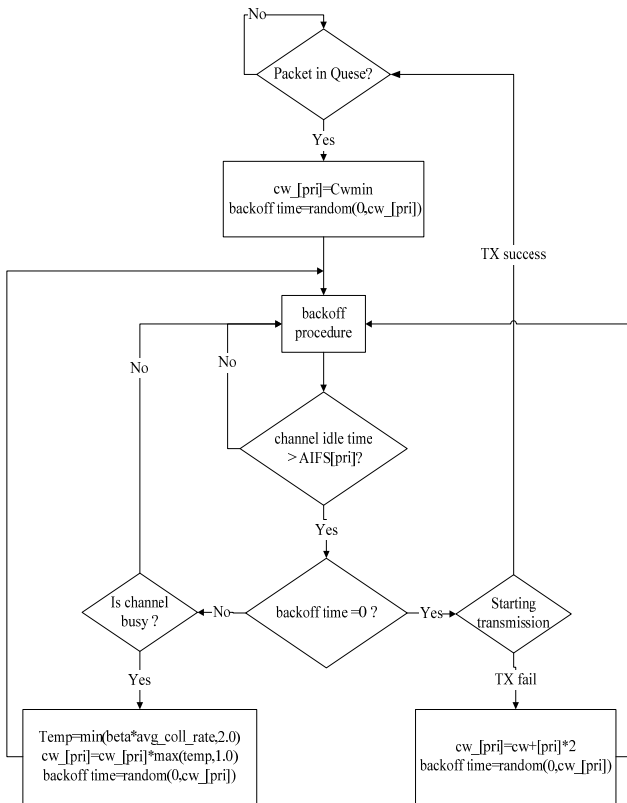 No
Packet in Quese?
Yes
cw_[pri]=Cwmin
backoff time=random(0,cw_[pri])
TX success
backoff
procedure
No
No
channel idle time
>AIFS[pri]?
Yes
Is channel
busy ?
No
backoff time =0 ?
Yes
Starting
transmission
Yes
TX fail
Temp=min(beta*avg_coll_rate,2.0)
cw_[pri]=cw_[pri]*max(temp,1.0)
backoff time=random(0,cw_[pri])
cw_[pri]=cw+[pri]*2
backoff time=random(0,cw_[pri])